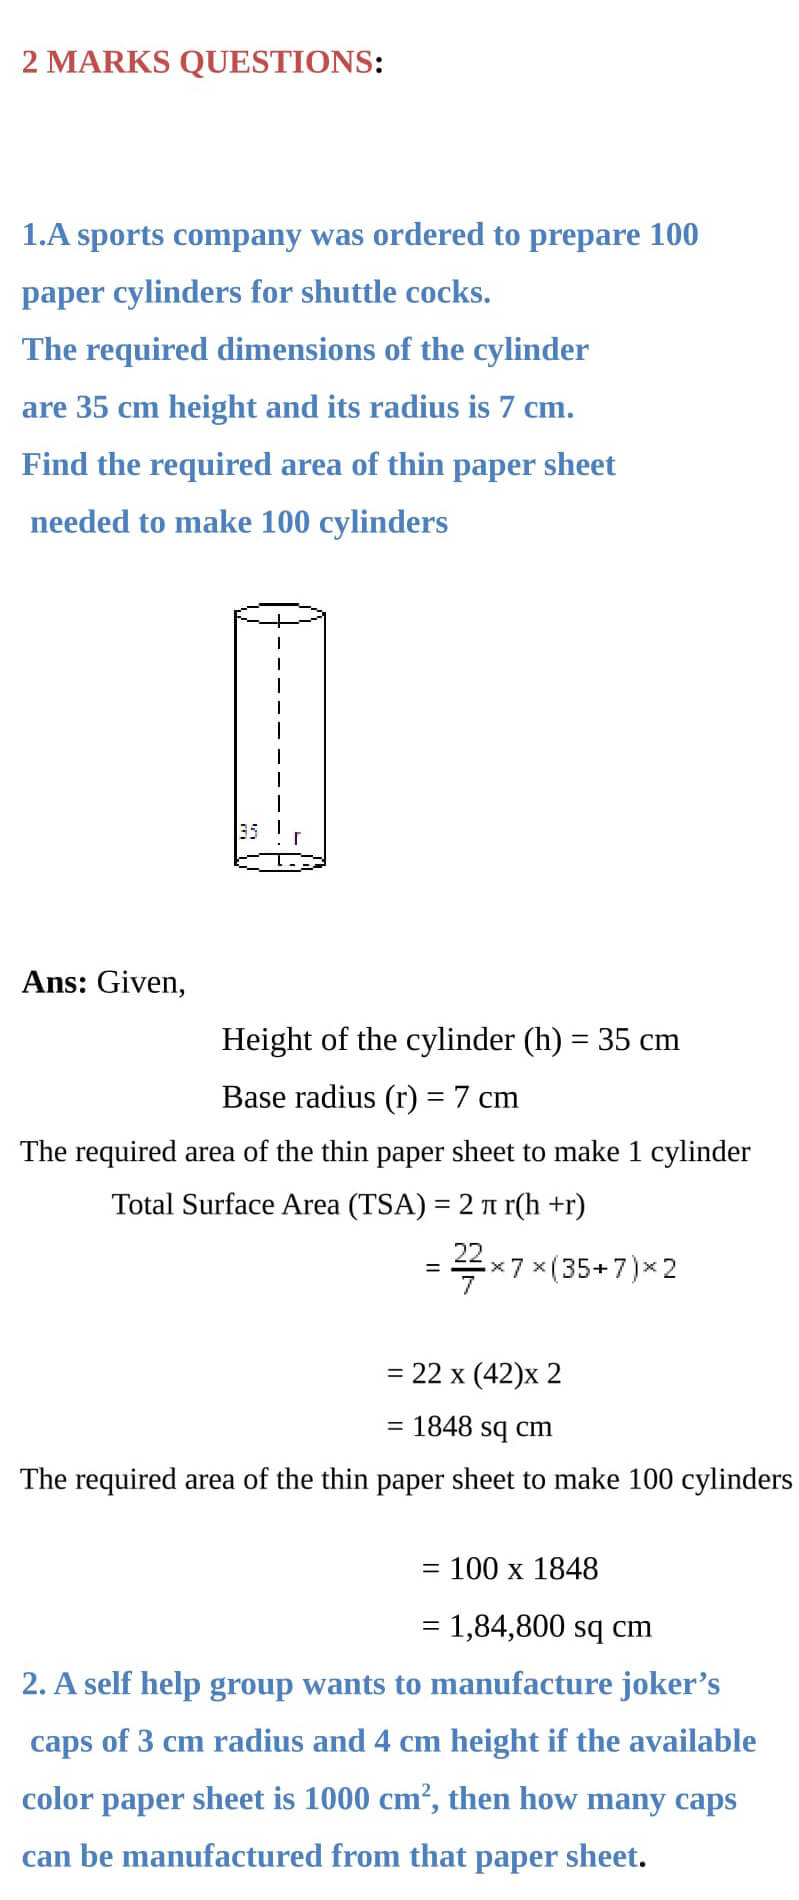 2 MARKS QUESTIONS:
1.A sports company was ordered to prepare 100
paper cylinders for shuttle cocks.
The required dimensions of the cylinder
are 35 cm height and its radius is 7 cm.
Find the required area of thin paper sheet
needed to make 100 cylinders
35 r
Ans: Given,
Height of the cylinder (h) = 35 cm
Base radius (r) = 7 cm
The required area of the thin paper sheet to make 1 cylinder
Total Surface Area (TSA) = 2 π r(h +r)
= 22/7 × 7 × (35+7) × 2
= 22 x (42)x 2
= 1848 sq cm
The required area of the thin paper sheet to make 100 cylinders
= 100 x 1848
= 1,84,800 sq cm
2. A self help group wants to manufacture joker’s
caps of 3 cm radius and 4 cm height if the available
color paper sheet is 1000 cm², then how many caps
can be manufactured from that paper sheet.